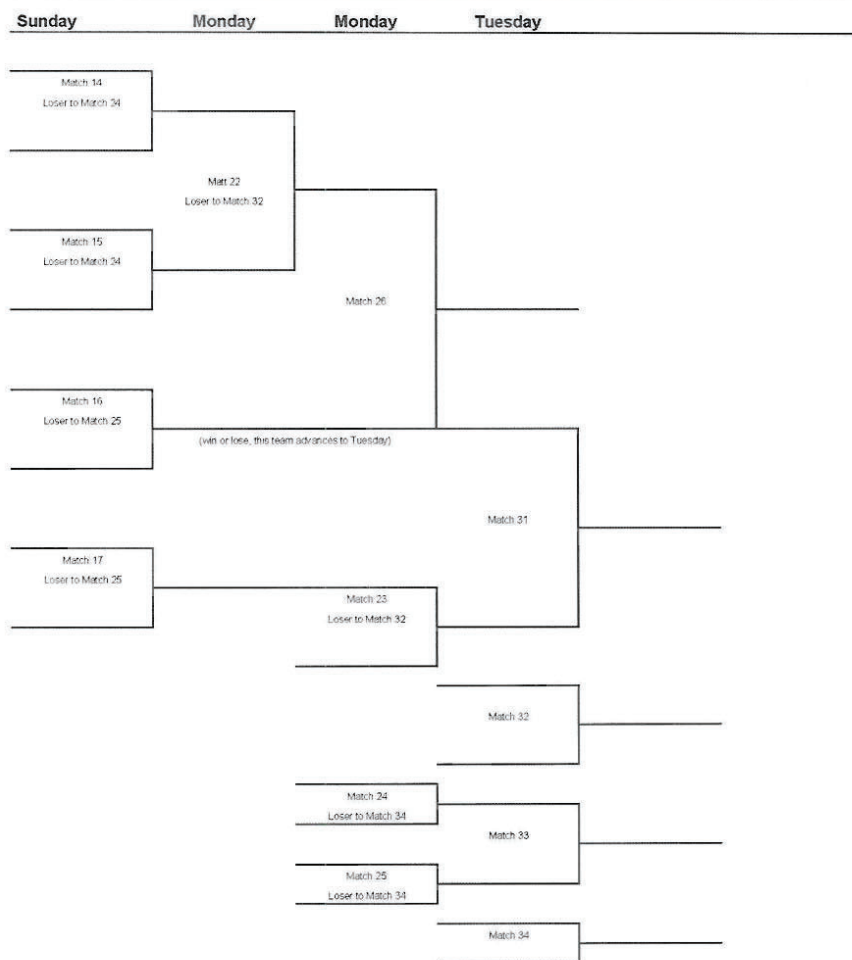 Sunday Monday Monday Tuesday
Match 14
Loser to Match 24
Matt 22
Loser to Match 32
Match 15
Loser to Match 24
Match 26
Match 16
Loser to Match 25
(win or lose, this team advances to Tuesday)
Match 31
Match 17
Loser to Match 25
Match 23
Loser to Match 32
Match 32
Match 24
Loser to Match 34
Match 33
Match 25
Loser to Match 34
Match 34